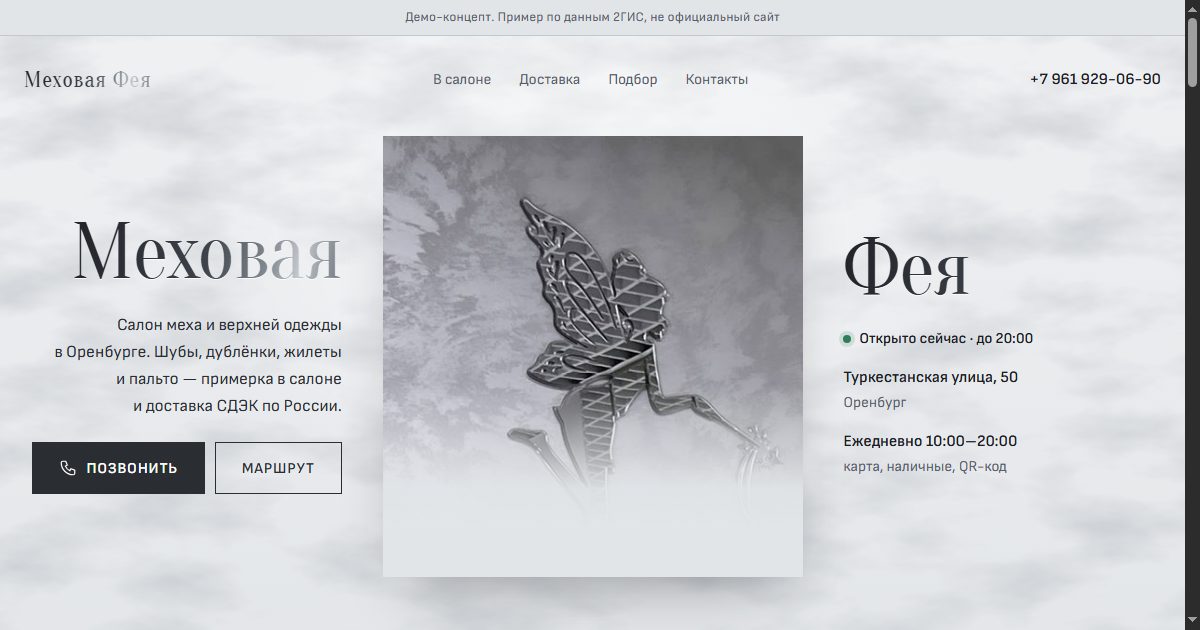 Демо-концепт. Пример по данным 2ГИС, не официальный сайт
Меховая Фея
В салоне
Доставка
Подбор
Контакты
+7 961 929-06-90
Меховая
Салон меха и верхней одежды
в Оренбурге. Шубы, дублёнки, жилеты
и пальто — примерка в салоне
и доставка СДЭК по России.
ПОЗВОНИТЬ
МАРШРУТ
Фея
Открыто сейчас · до 20:00
Туркестанская улица, 50
Оренбург
Ежедневно 10:00–20:00
карта, наличные, QR-код